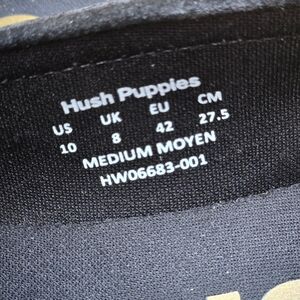 Hush Puppies
US UK EU CM
10 8 42 27.5
MEDIUM MOYEN
HW06683-001